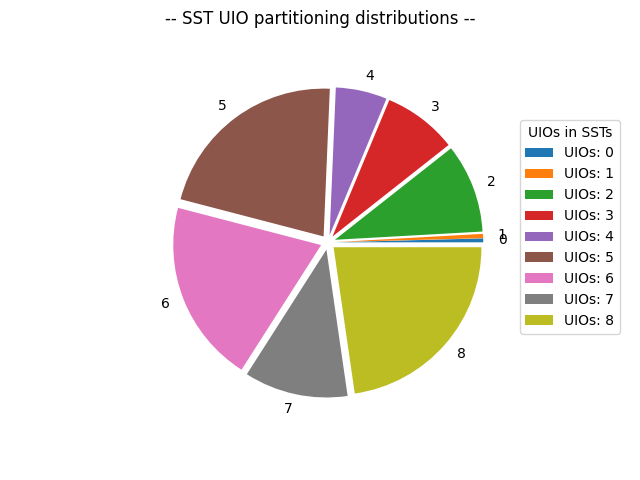 -- SST UIO partitioning distributions --
4
5
3
2
1
0
6
7
8
UIOs in SSTs
UIOs: 0
UIOs: 1
UIOs: 2
UIOs: 3
UIOs: 4
UIOs: 5
UIOs: 6
UIOs: 7
UIOs: 8